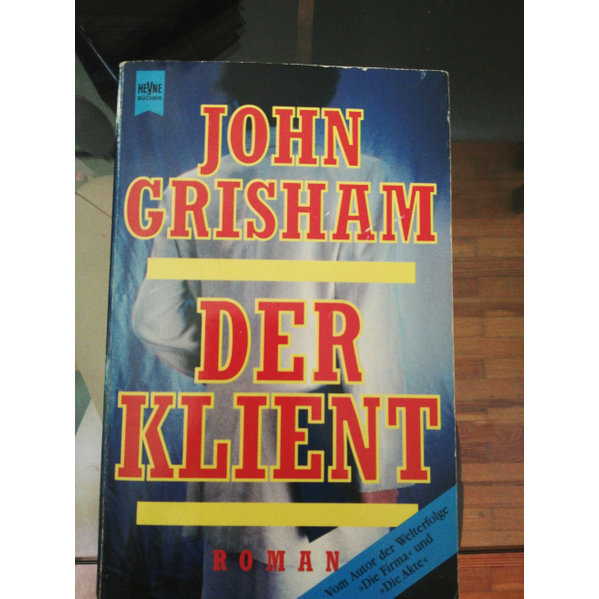 HEYNE
BÜCHER
JOHN
GRISHAM
DER
KLIENT
ROMAN
Vom Autor der Welterfolge
»Die Firma« und
»Die Akte«